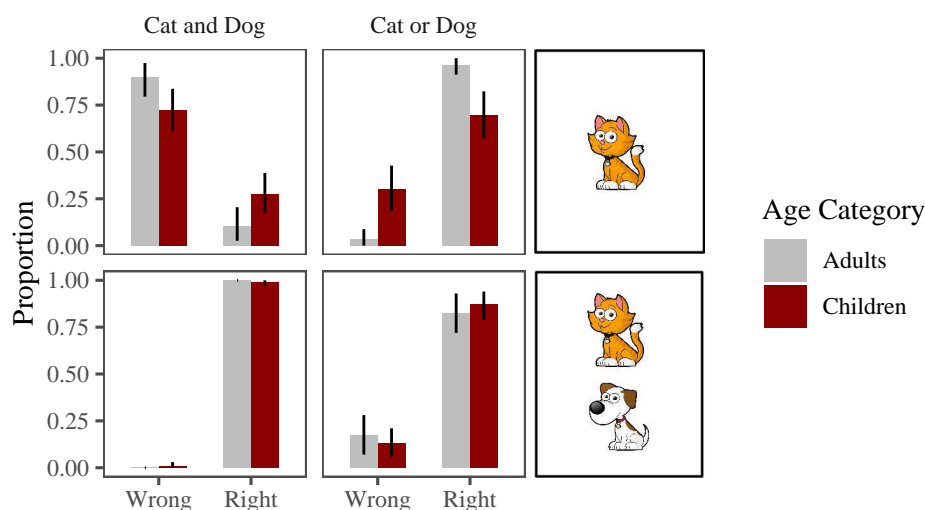 Cat and Dog
Cat or Dog
Proportion
1.00
0.75
0.50
0.25
0.00
1.00
0.75
0.50
0.25
0.00
Wrong Right
Wrong Right
Age Category
Adults
Children